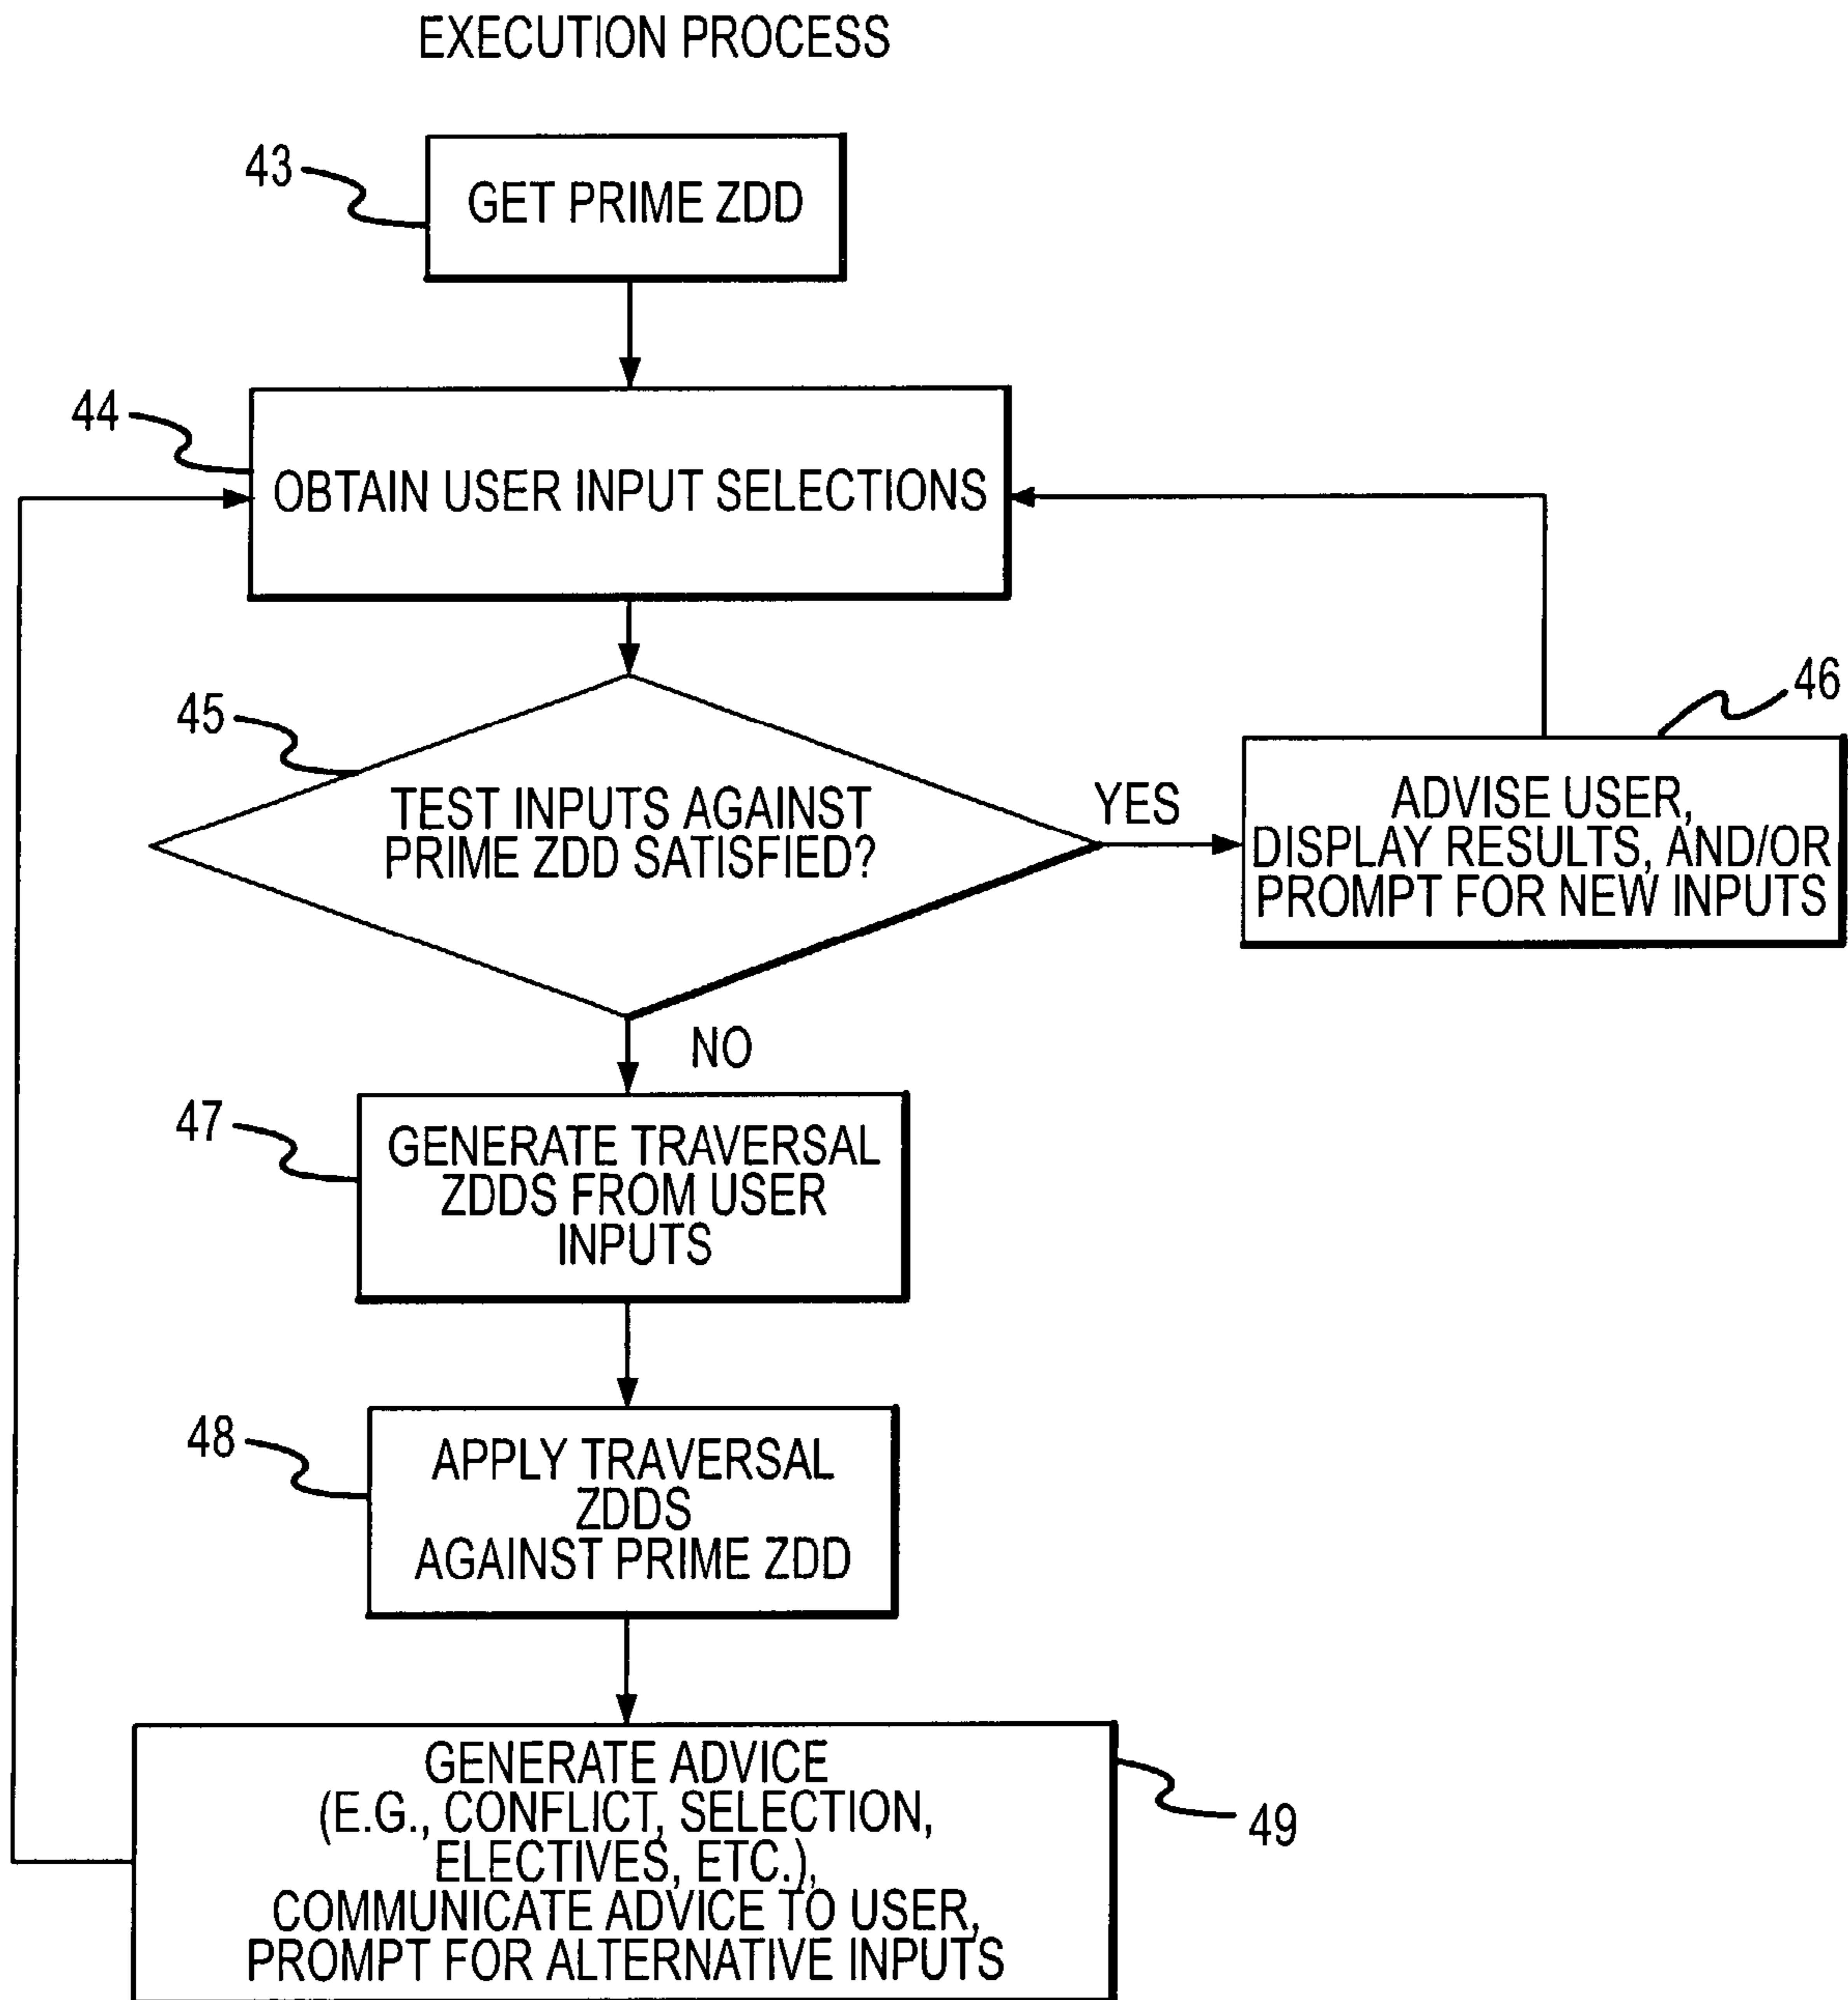 EXECUTION PROCESS
43
GET PRIME ZDD
44
OBTAIN USER INPUT SELECTIONS
45
TEST INPUTS AGAINST
PRIME ZDD SATISFIED?
YES
46
ADVISE USER,
DISPLAY RESULTS, AND/OR
PROMPT FOR NEW INPUTS
NO
47
GENERATE TRAVERSAL
ZDDS FROM USER
INPUTS
48
APPLY TRAVERSAL
ZDDS
AGAINST PRIME ZDD
GENERATE ADVICE
(E.G., CONFLICT, SELECTION,
ELECTIVES, ETC.),
COMMUNICATE ADVICE TO USER,
PROMPT FOR ALTERNATIVE INPUTS
49